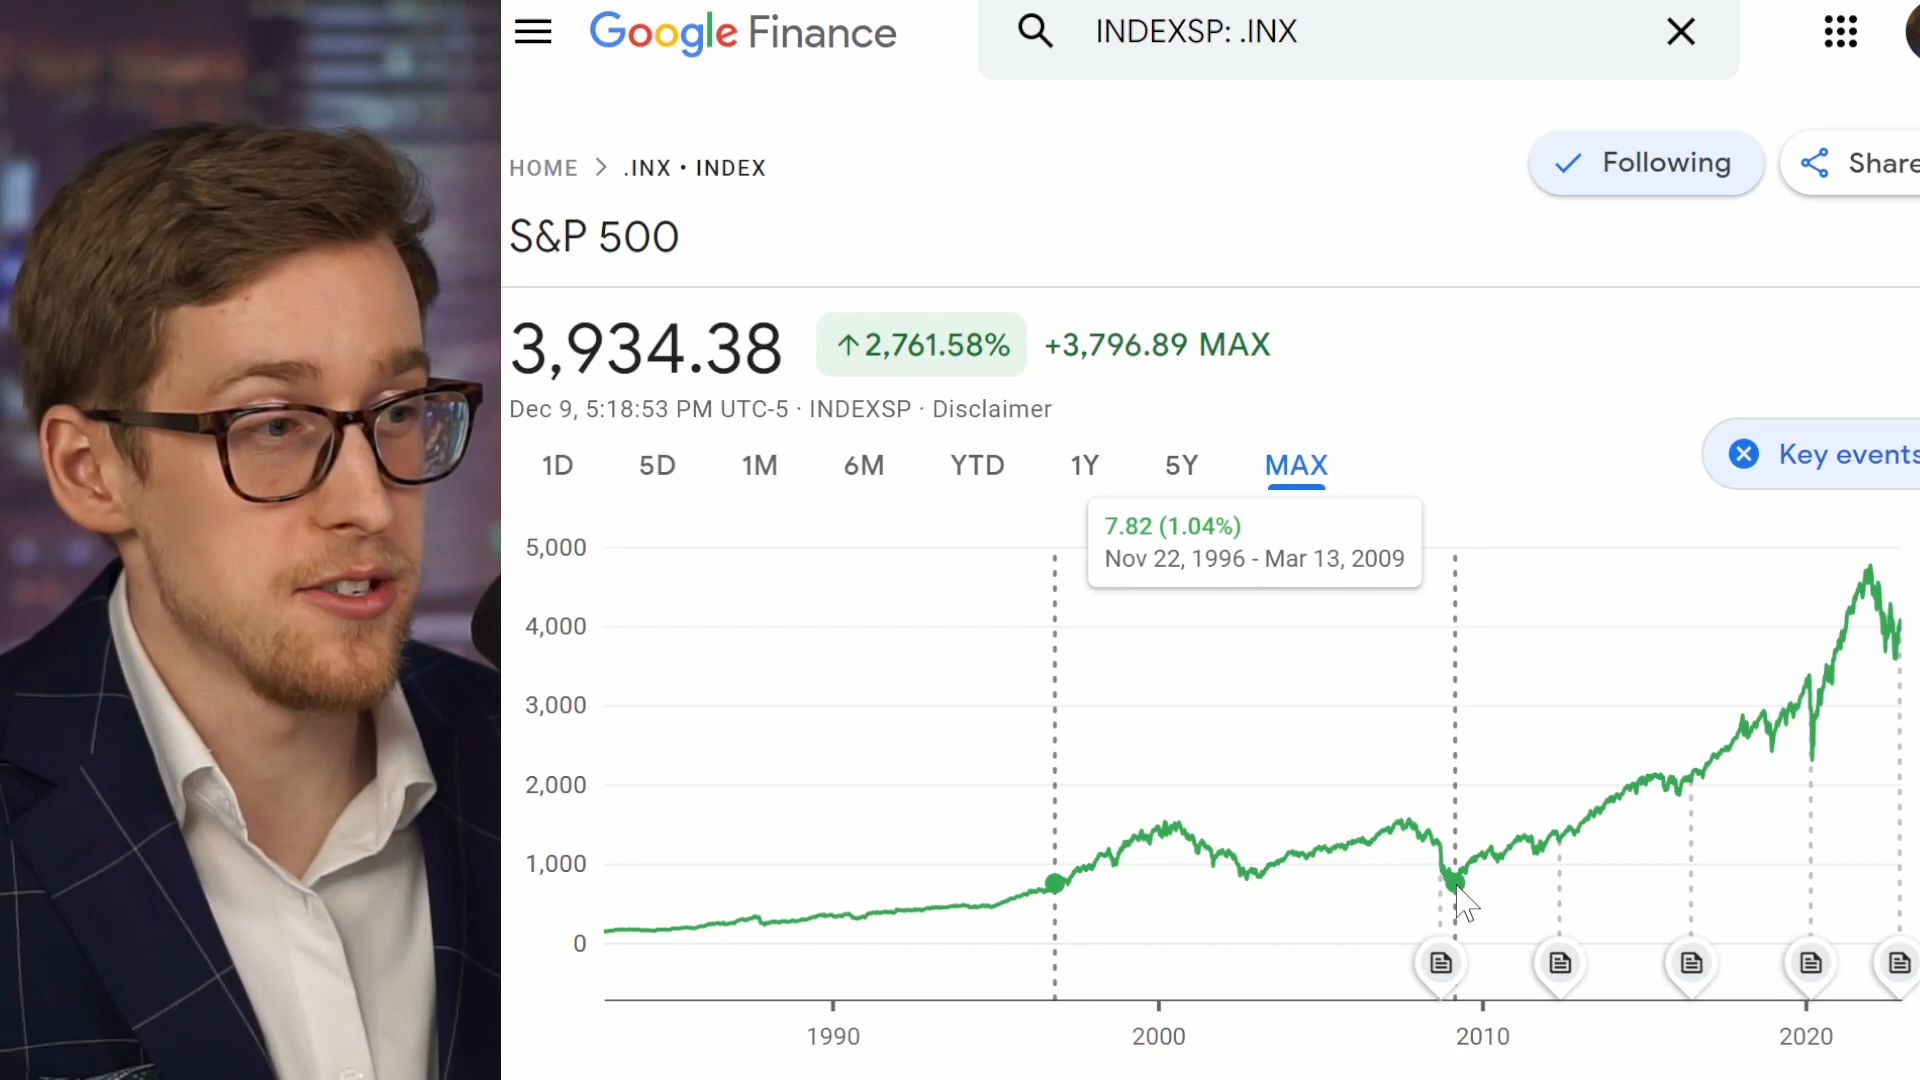 Google Finance
INDEXSP: .INX
HOME > .INX • INDEX
Following
Share
S&P 500
3,934.38
↑2,761.58%
+3,796.89 MAX
Dec 9, 5:18:53 PM UTC-5 · INDEXSP · Disclaimer
1D 5D 1M 6M YTD 1Y 5Y MAX
Key events
7.82 (1.04%)
Nov 22, 1996 - Mar 13, 2009
5,000
4,000
3,000
2,000
1,000
0
1990 2000 2010 2020